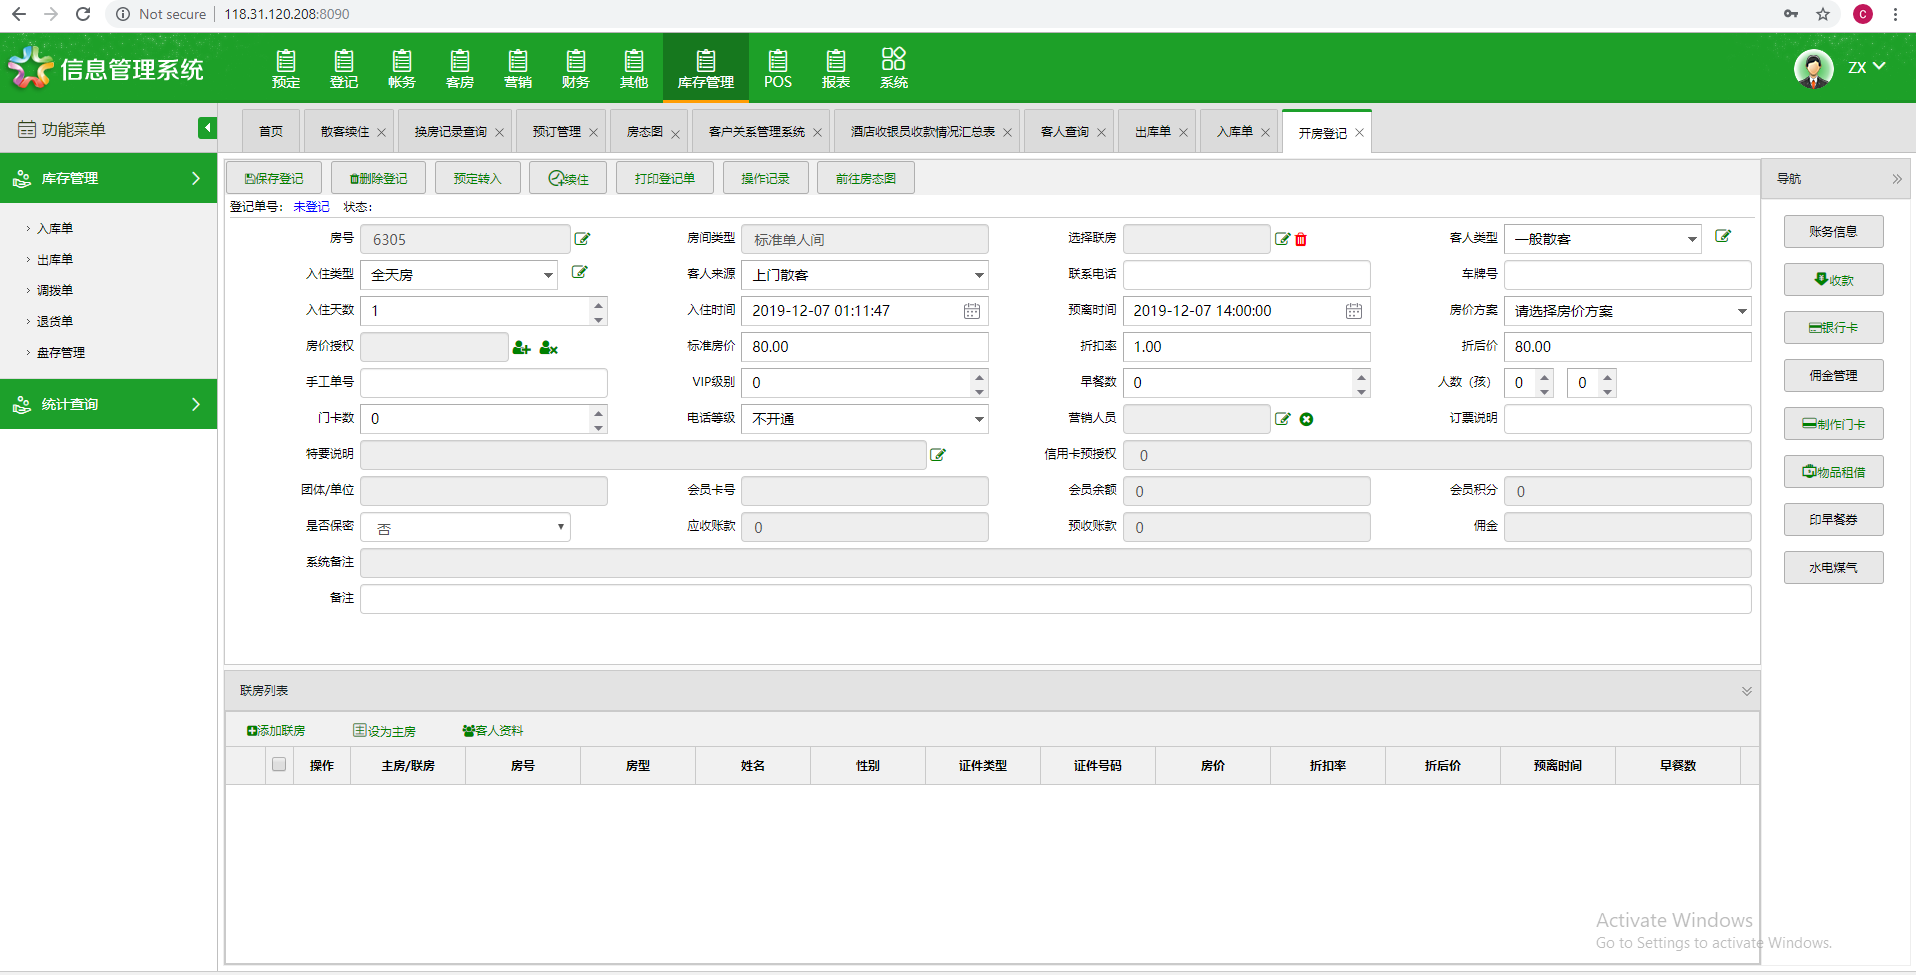 Not secure 118.31.120.208:8090
信息管理系统
预定 登记 帐务 客房 营销 财务 其他 库存管理 POS 报表 系统
ZX
功能菜单
首页 散客续住 换房记录查询 预订管理 房态图 客户关系管理系统 酒店收银员收款情况汇总表 客人查询 出库单 入库单 开房登记
库存管理
入库单
出库单
调拨单
退货单
盘存管理
统计查询
保存登记 删除登记 预定转入 续住 打印登记单 操作记录 前往房态图
登记单号: 未登记 状态:
房号 6305 房间类型 标准单人间 选择联房 客人类型 一般散客
入住类型 全天房 客人来源 上门散客 联系电话 车牌号
入住天数 1 入住时间 2019-12-07 01:11:47 预离时间 2019-12-07 14:00:00 房价方案 请选择房价方案
房价授权 标准房价 80.00 折扣率 1.00 折后价 80.00
手工单号 VIP级别 0 早餐数 0 人数（孩） 0 0
门卡数 0 电话等级 不开通 营销人员 订票说明
特要说明 信用卡预授权 0
团体/单位 会员卡号 会员余额 0 会员积分 0
是否保密 否 应收账款 0 预收账款 0 佣金
系统备注
备注
导航
账务信息
收款
银行卡
佣金管理
制作门卡
物品租借
印早餐券
水电煤气
联房列表
添加联房 设为主房 客人资料
操作 主房/联房 房号 房型 姓名 性别 证件类型 证件号码 房价 折扣率 折后价 预离时间 早餐数
Activate Windows
Go to Settings to activate Windows.
C